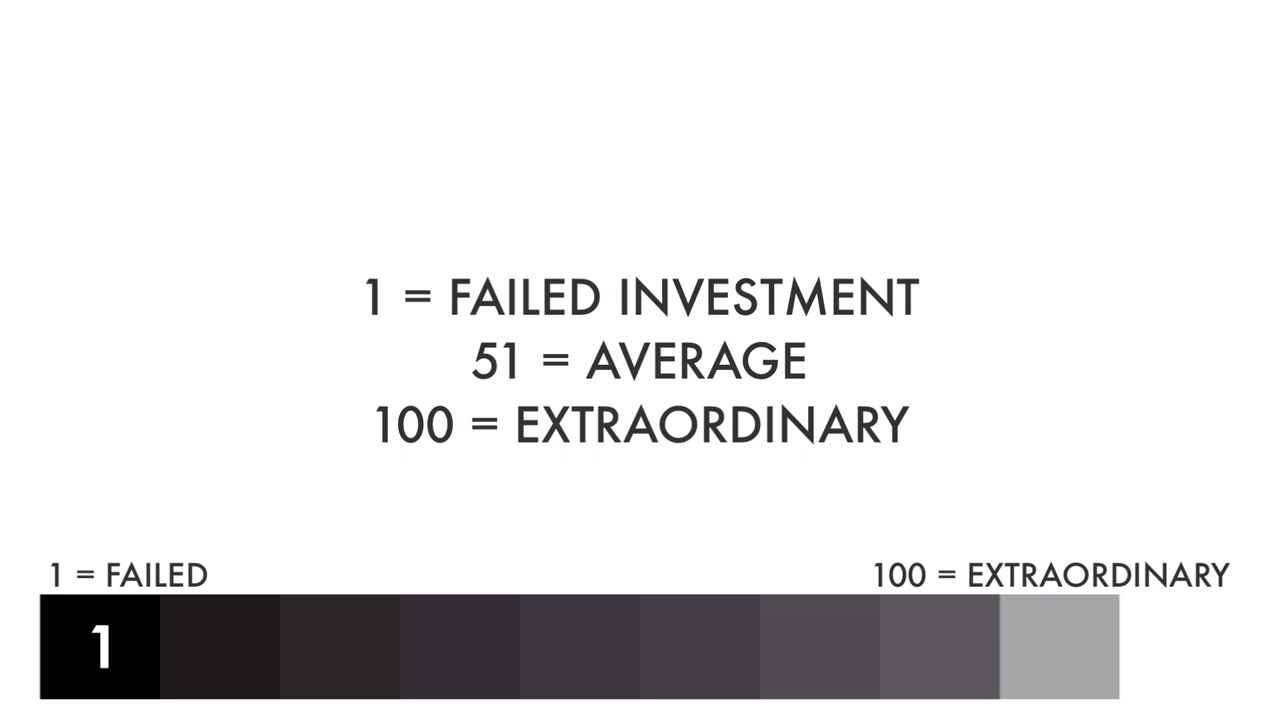 1 = FAILED INVESTMENT
51 = AVERAGE
100 = EXTRAORDINARY
1 = FAILED
100 = EXTRAORDINARY
1